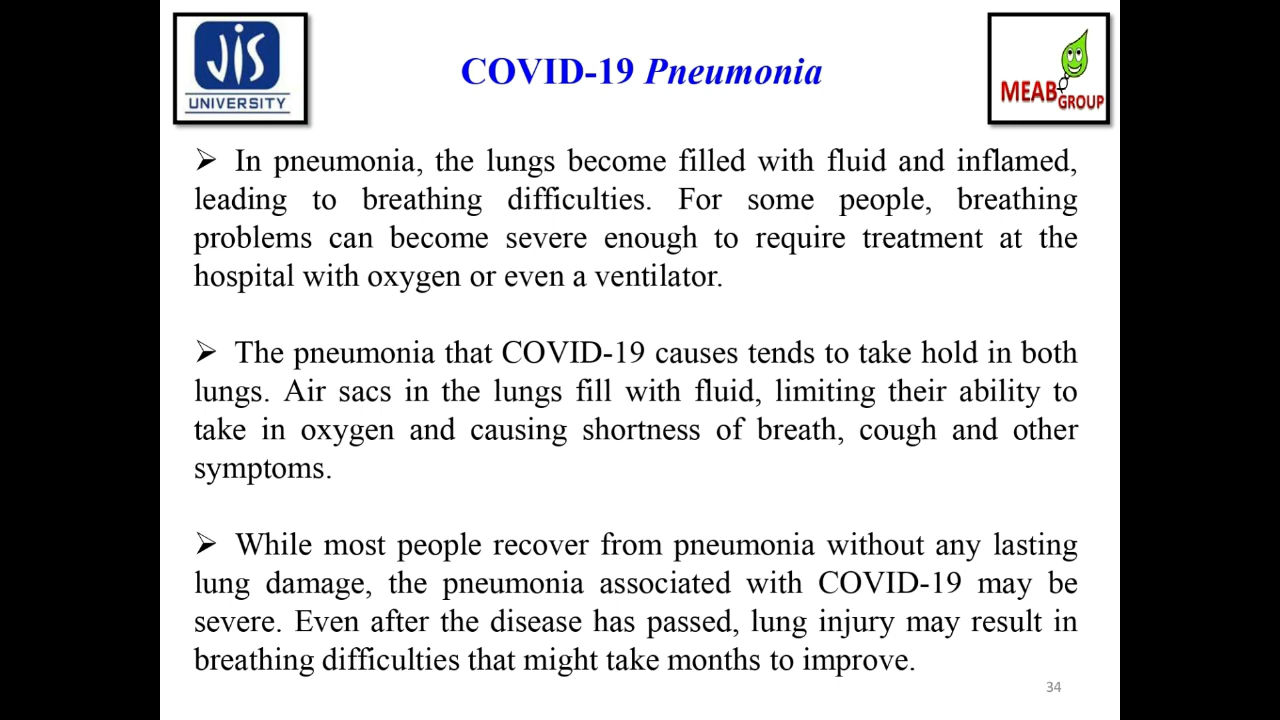 JIS
UNIVERSITY
COVID-19 Pneumonia
MEAB
GROUP
➢ In pneumonia, the lungs become filled with fluid and inflamed,
leading to breathing difficulties. For some people, breathing
problems can become severe enough to require treatment at the
hospital with oxygen or even a ventilator.
➢ The pneumonia that COVID-19 causes tends to take hold in both
lungs. Air sacs in the lungs fill with fluid, limiting their ability to
take in oxygen and causing shortness of breath, cough and other
symptoms.
➢ While most people recover from pneumonia without any lasting
lung damage, the pneumonia associated with COVID-19 may be
severe. Even after the disease has passed, lung injury may result in
breathing difficulties that might take months to improve.
34